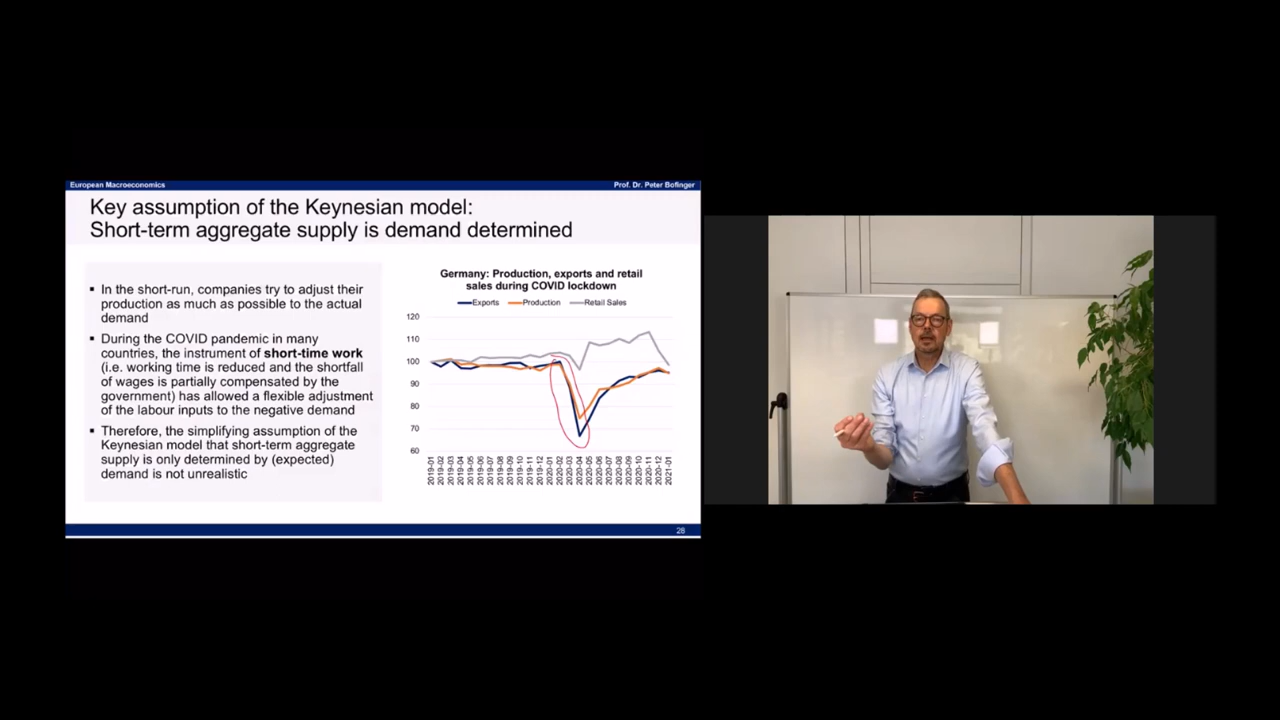 European Macroeconomics
Prof. Dr. Peter Bofinger
Key assumption of the Keynesian model:
Short-term aggregate supply is demand determined
▪ In the short-run, companies try to adjust their
production as much as possible to the actual
demand
▪ During the COVID pandemic in many
countries, the instrument of short-time work
(i.e. working time is reduced and the shortfall
of wages is partially compensated by the
government) has allowed a flexible adjustment
of the labour inputs to the negative demand
▪ Therefore, the simplifying assumption of the
Keynesian model that short-term aggregate
supply is only determined by (expected)
demand is not unrealistic
Germany: Production, exports and retail
sales during COVID lockdown
Exports Production Retail Sales
120
110
100
90
80
70
60
2019-01
2019-02
2019-03
2019-04
2019-05
2019-06
2019-07
2019-08
2019-09
2019-10
2019-11
2019-12
2020-01
2020-02
2020-03
2020-04
2020-05
2020-06
2020-07
2020-08
2020-09
2020-10
2020-11
2020-12
2021-01
28